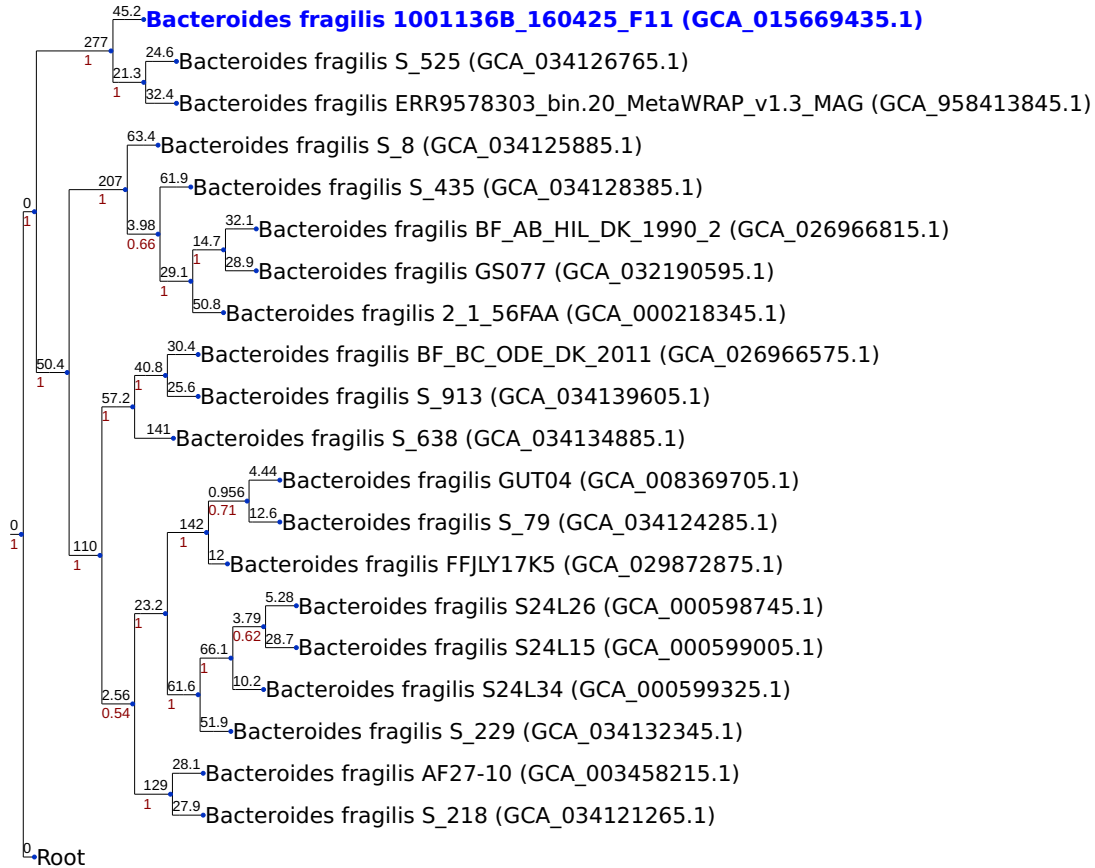 45.2
Bacteroides fragilis 1001136B_160425_F11 (GCA_015669435.1)
277
1
24.6
Bacteroides fragilis S_525 (GCA_034126765.1)
21.3
1
32.4
Bacteroides fragilis ERR9578303_bin.20_MetaWRAP_v1.3_MAG (GCA_958413845.1)
63.4
Bacteroides fragilis S_8 (GCA_034125885.1)
207
1
61.9
Bacteroides fragilis S_435 (GCA_034128385.1)
0
1
3.98
0.66
32.1
Bacteroides fragilis BF_AB_HIL_DK_1990_2 (GCA_026966815.1)
14.7
1
28.9
Bacteroides fragilis GS077 (GCA_032190595.1)
29.1
1
50.8
Bacteroides fragilis 2_1_56FAA (GCA_000218345.1)
30.4
Bacteroides fragilis BF_BC_ODE_DK_2011 (GCA_026966575.1)
50.4
1
40.8
1
25.6
Bacteroides fragilis S_913 (GCA_034139605.1)
57.2
1
141
Bacteroides fragilis S_638 (GCA_034134885.1)
4.44
Bacteroides fragilis GUT04 (GCA_008369705.1)
0.956
0.71
12.6
Bacteroides fragilis S_79 (GCA_034124285.1)
0
1
142
1
110
1
12
Bacteroides fragilis FFJLY17K5 (GCA_029872875.1)
5.28
Bacteroides fragilis S24L26 (GCA_000598745.1)
23.2
1
3.79
0.62
28.7
Bacteroides fragilis S24L15 (GCA_000599005.1)
66.1
1
10.2
Bacteroides fragilis S24L34 (GCA_000599325.1)
61.6
1
2.56
0.54
51.9
Bacteroides fragilis S_229 (GCA_034132345.1)
28.1
Bacteroides fragilis AF27-10 (GCA_003458215.1)
129
1
27.9
Bacteroides fragilis S_218 (GCA_034121265.1)
0
Root